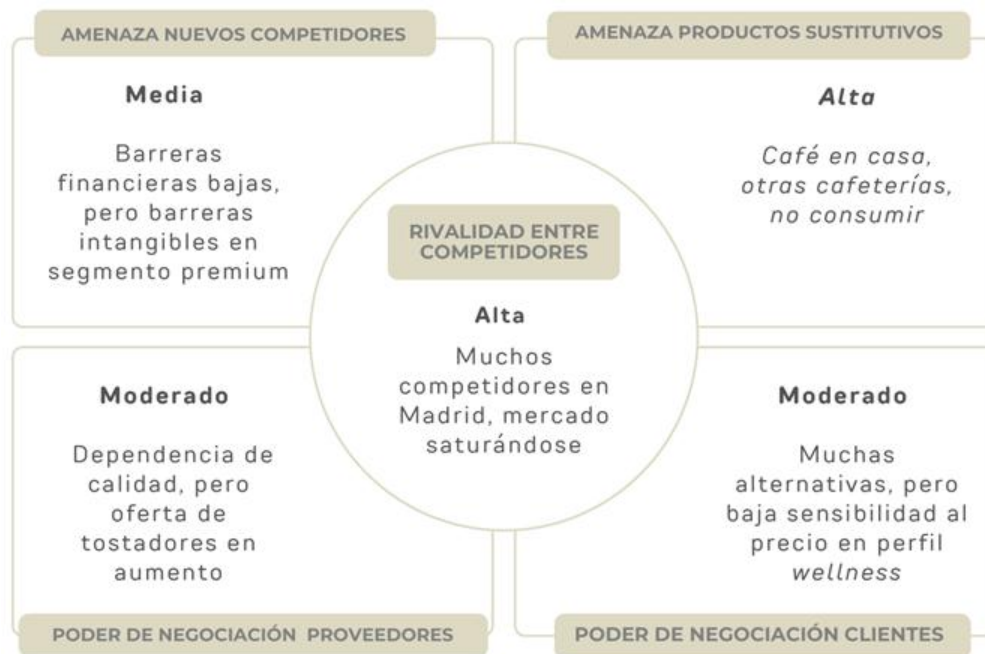 AMENAZA NUEVOS COMPETIDORES
Media
Barreras
financieras bajas,
pero barreras
intangibles en
segmento premium
AMENAZA PRODUCTOS SUSTITUTIVOS
Alta
Café en casa,
otras cafeterías,
no consumir
RIVALIDAD ENTRE
COMPETIDORES
Alta
Muchos
competidores en
Madrid, mercado
saturándose
Moderado
Dependencia de
calidad, pero
oferta de
tostadores en
aumento
PODER DE NEGOCIACIÓN PROVEEDORES
Moderado
Muchas
alternativas, pero
baja sensibilidad al
precio en perfil
wellness
PODER DE NEGOCIACIÓN CLIENTES